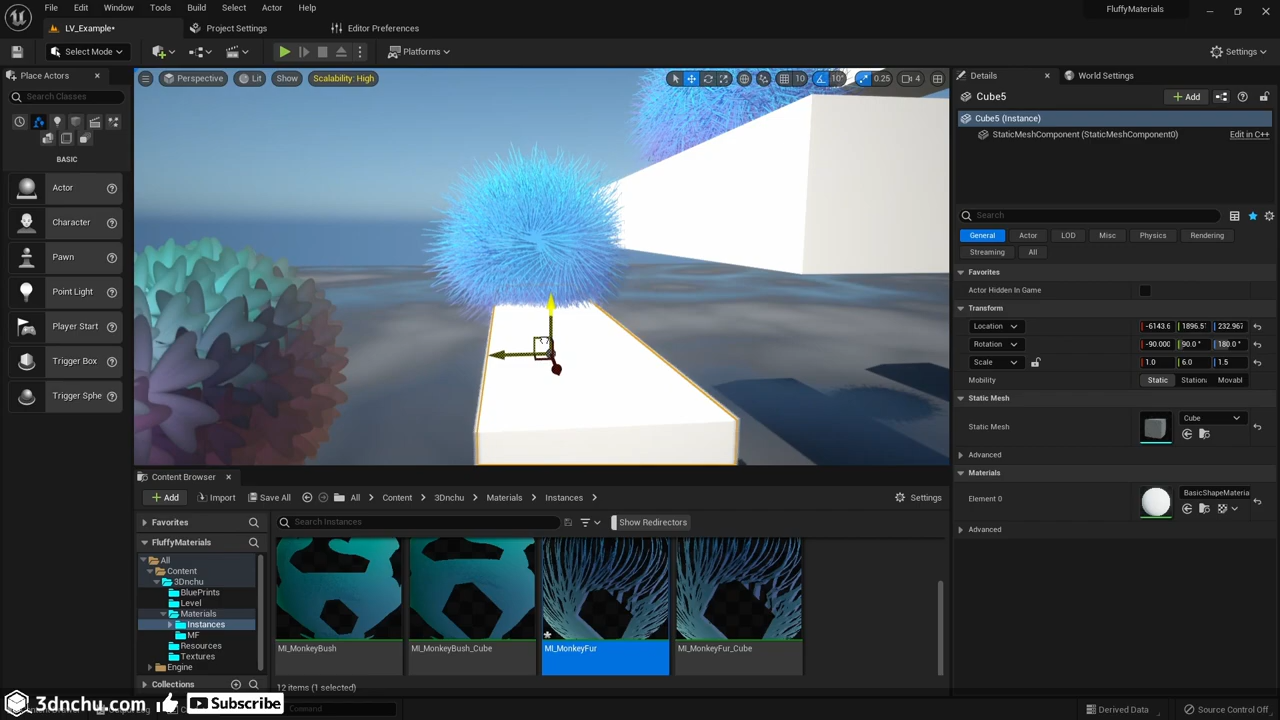 File Edit Window Tools Build Select Actor Help
FluffyMaterials
LV_Example* Project Settings Editor Preferences
Select Mode Platforms Settings
Place Actors
Search Classes
BASIC
Actor
Character
Pawn
Point Light
Player Start
Trigger Box
Trigger Sphe
Perspective Lit Show Scalability: High 10 10° 0.25 4
Details World Settings
Cube5 Add
Cube5 (Instance)
StaticMeshComponent (StaticMeshComponent0) Edit in C++
Search
General Actor LOD Misc Physics Rendering
Streaming All
Favorites
Actor Hidden In Game
Transform
Location -6143.6 1896.5 232.967
Rotation -90.000 90.0 ° 180.0 °
Scale 1.0 6.0 1.5
Mobility Static Station Movabl
Static Mesh
Static Mesh Cube
Advanced
Materials
Element 0 BasicShapeMateria
Advanced
Content Browser
Add Import Save All All Content 3Dnchu Materials Instances Settings
Favorites
Search Instances Show Redirectors
FluffyMaterials
All
Content
3Dnchu
BluePrints
Level
Materials
Instances
MF
Resources
Textures
Engine
Collections
MI_MonkeyBush MI_MonkeyBush_Cube MI_MonkeyFur MI_MonkeyFur_Cube
12 items (1 selected)
3dnchu.com Subscribe
Command
Derived Data Source Control Off